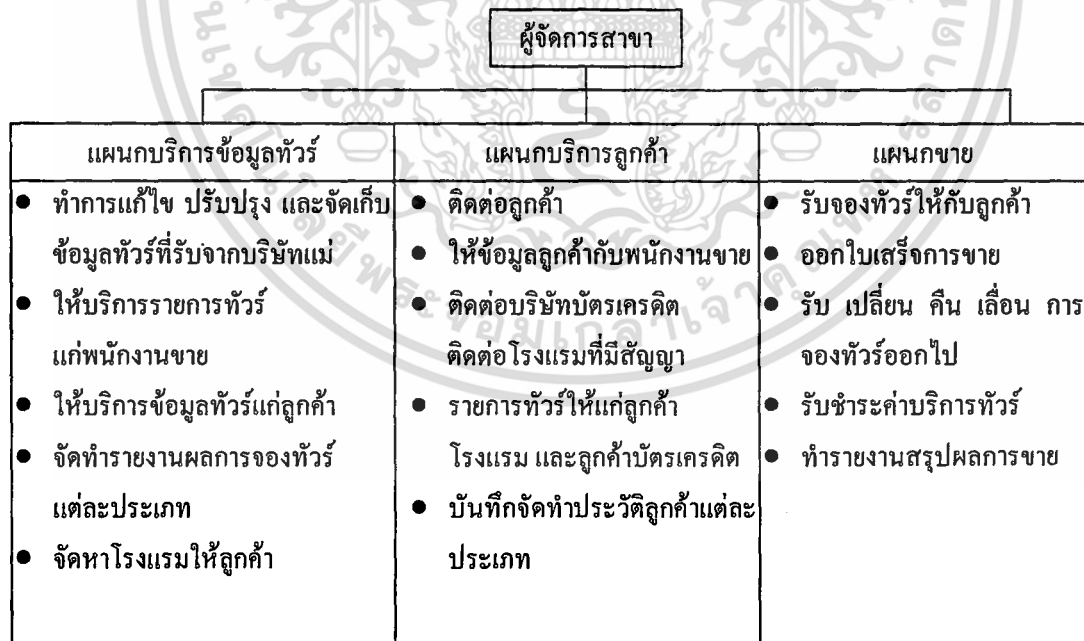 ผู้จัดการสาขา
แผนกบริการข้อมูลทัวร์
● ทำการแก้ไข ปรับปรุง และจัดเก็บ
ข้อมูลทัวร์ที่รับจากบริษัทแม่
● ให้บริการรายการทัวร์
แก่พนักงานขาย
● ให้บริการข้อมูลทัวร์แก่ลูกค้า
● จัดทำรายงานผลการจองทัวร์
แต่ละประเภท
● จัดหาโรงแรมให้ลูกค้า
แผนกบริการลูกค้า
● ติดต่อลูกค้า
● ให้ข้อมูลลูกค้ากับพนักงานขาย
● ติดต่อบริษัทบัตรเครดิต
ติดต่อโรงแรมที่มีสัญญา
● รายการทัวร์ให้แก่ลูกค้า
โรงแรม และลูกค้าบัตรเครดิต
● บันทึกจัดทำประวัติลูกค้าแต่ละ
ประเภท
แผนกขาย
● รับจองทัวร์ให้กับลูกค้า
● ออกใบเสร็จการขาย
● รับ เปลี่ยน คืน เลื่อน การ
จองทัวร์ออกไป
● รับชำระค่าบริการทัวร์
● ทำรายงานสรุปผลการขาย